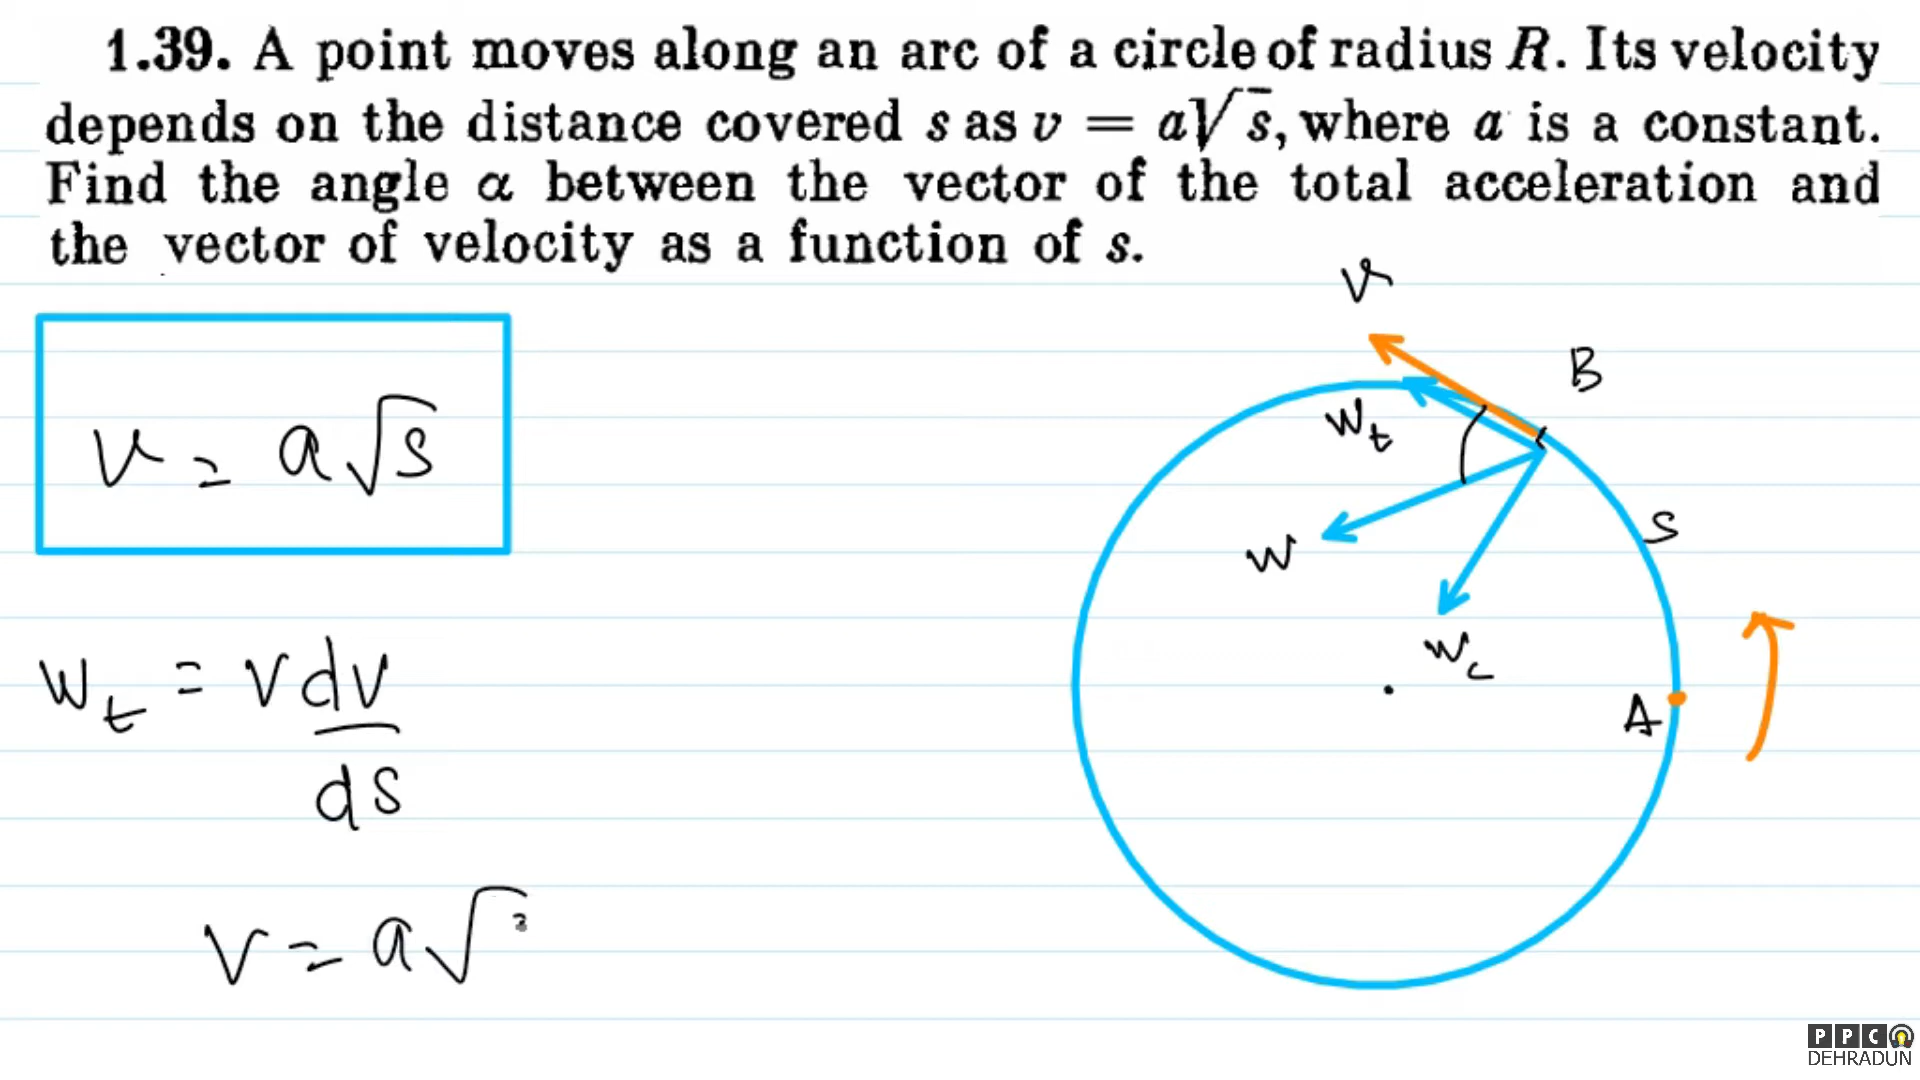 1.39. A point moves along an arc of a circle of radius R. Its velocity
depends on the distance covered s as v = a√s, where a is a constant.
Find the angle α between the vector of the total acceleration and
the vector of velocity as a function of s.
v
B
v = a√s
W_t
S
W
W_t = v dv
ds
W_c
A
v = a√
PPC
DEHRADUN